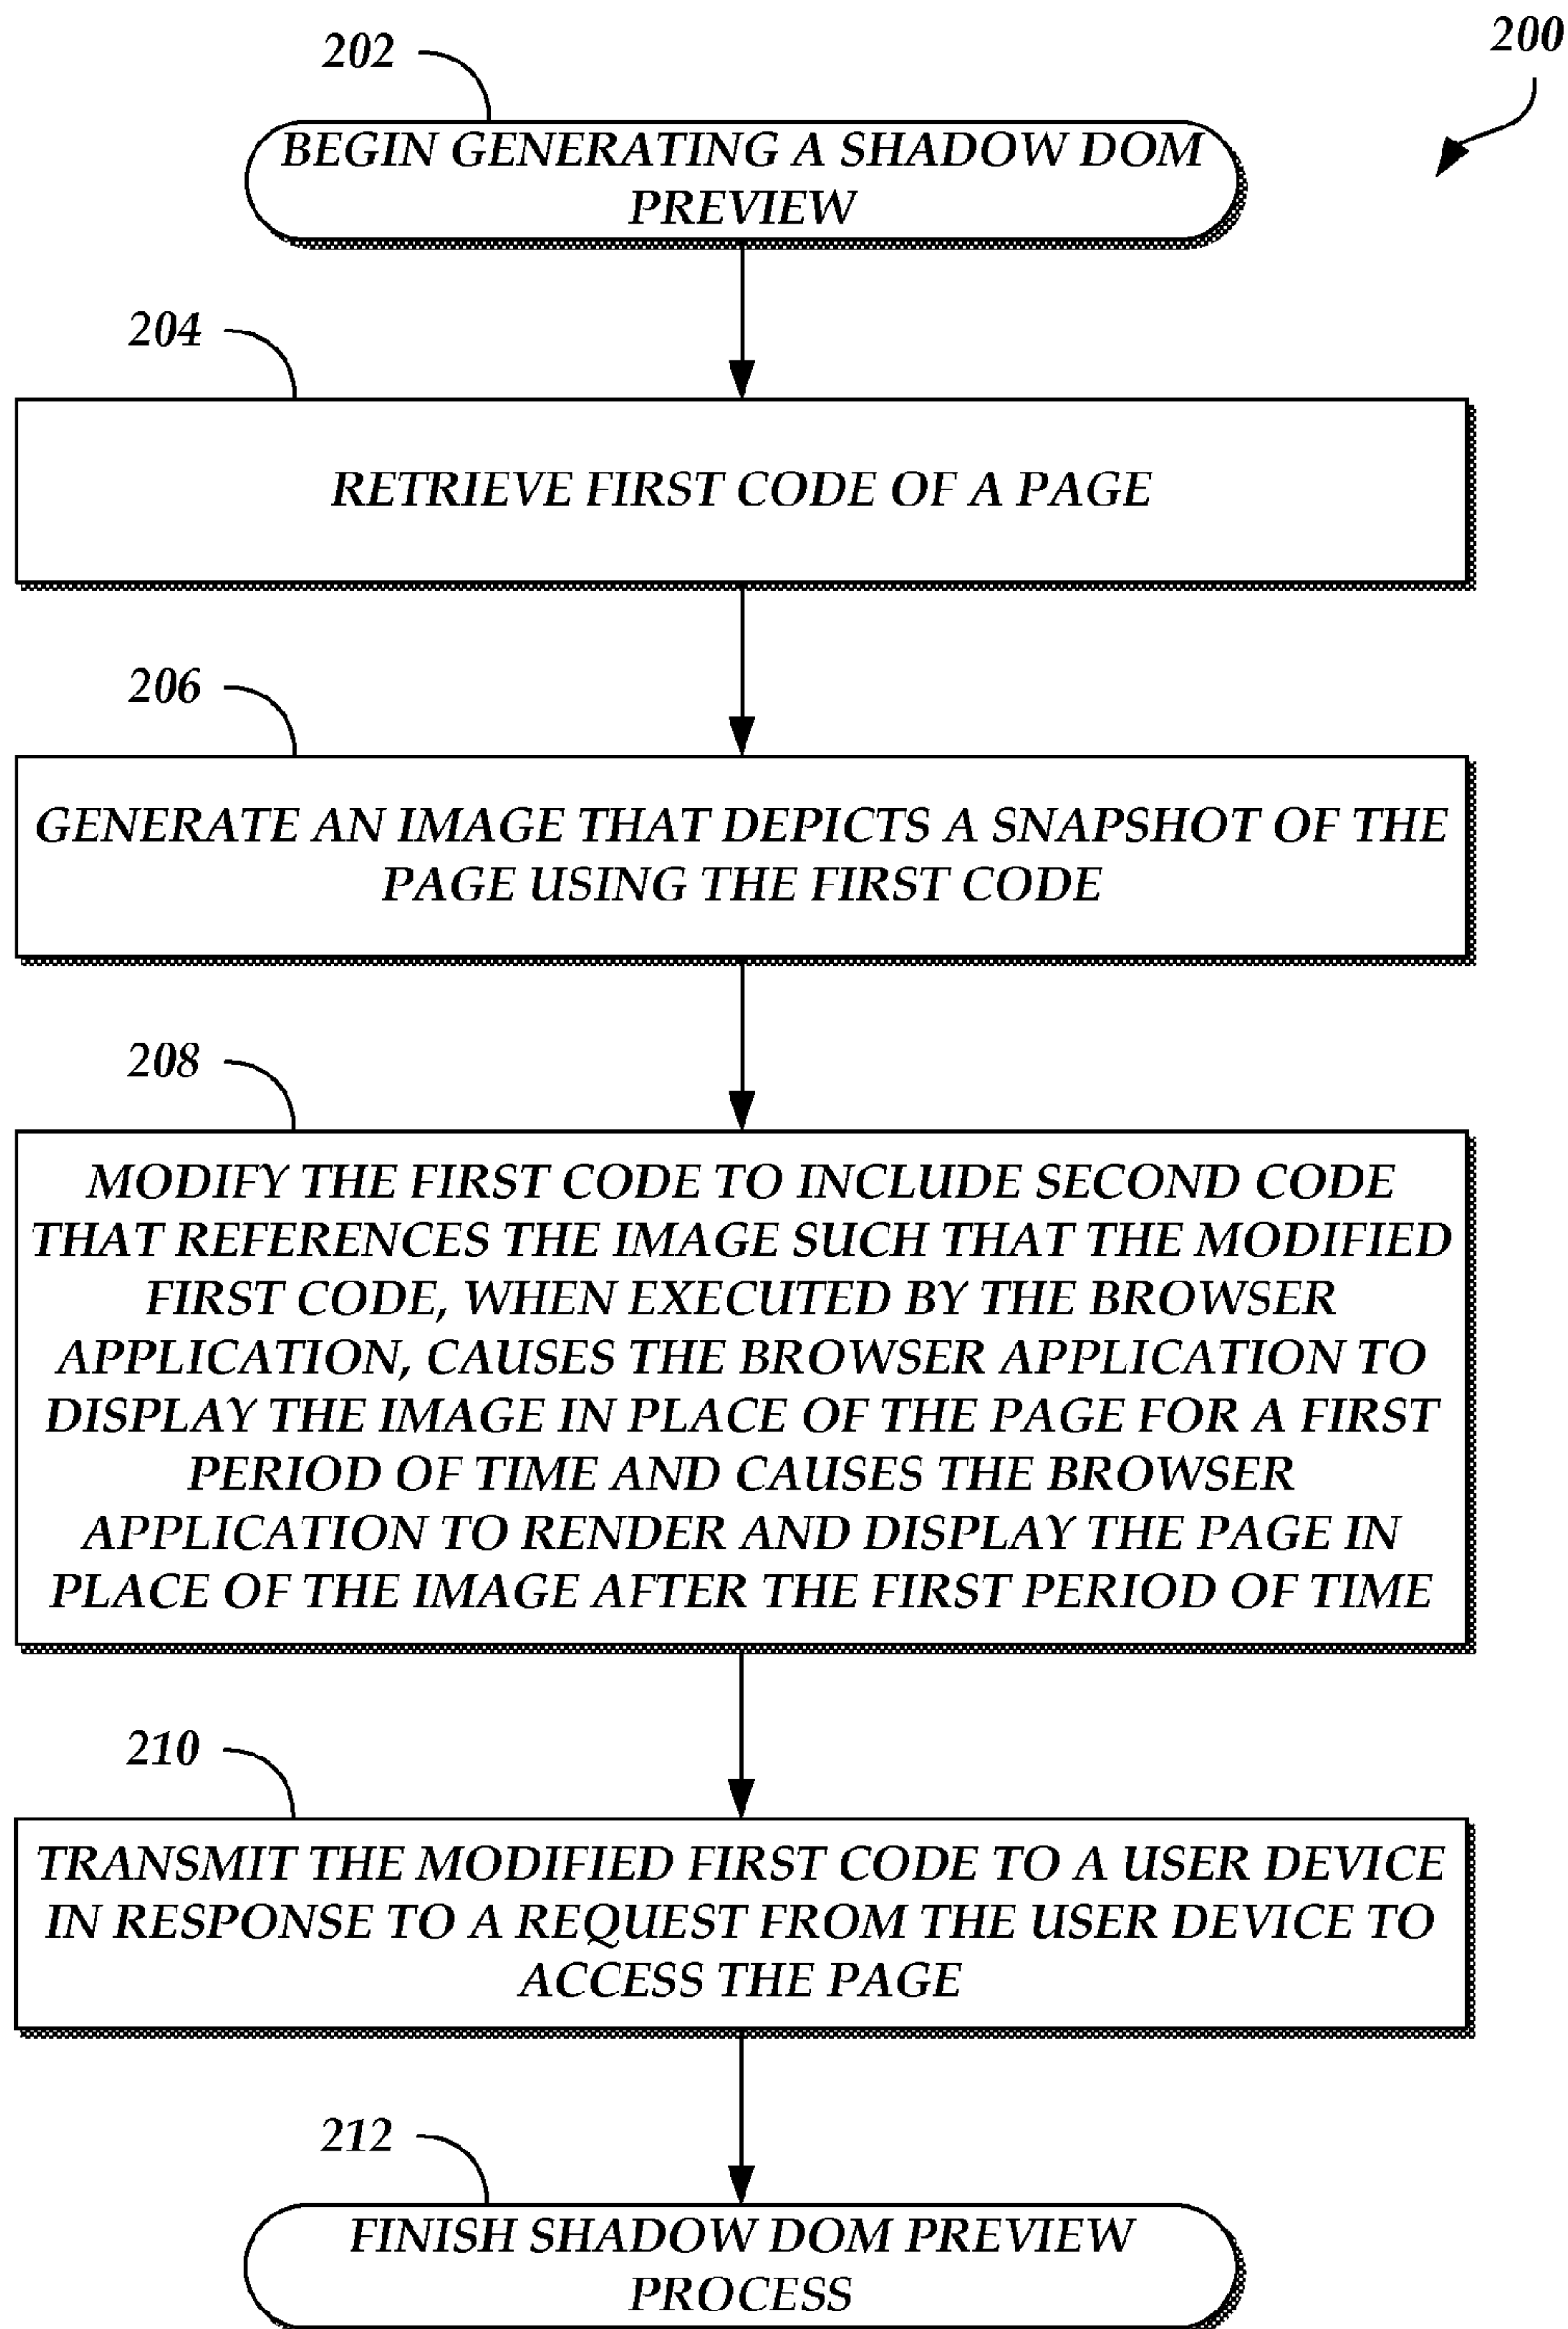 200
202
BEGIN GENERATING A SHADOW DOM
PREVIEW
204
RETRIEVE FIRST CODE OF A PAGE
206
GENERATE AN IMAGE THAT DEPICTS A SNAPSHOT OF THE
PAGE USING THE FIRST CODE
208
MODIFY THE FIRST CODE TO INCLUDE SECOND CODE
THAT REFERENCES THE IMAGE SUCH THAT THE MODIFIED
FIRST CODE, WHEN EXECUTED BY THE BROWSER
APPLICATION, CAUSES THE BROWSER APPLICATION TO
DISPLAY THE IMAGE IN PLACE OF THE PAGE FOR A FIRST
PERIOD OF TIME AND CAUSES THE BROWSER
APPLICATION TO RENDER AND DISPLAY THE PAGE IN
PLACE OF THE IMAGE AFTER THE FIRST PERIOD OF TIME
210
TRANSMIT THE MODIFIED FIRST CODE TO A USER DEVICE
IN RESPONSE TO A REQUEST FROM THE USER DEVICE TO
ACCESS THE PAGE
212
FINISH SHADOW DOM PREVIEW
PROCESS